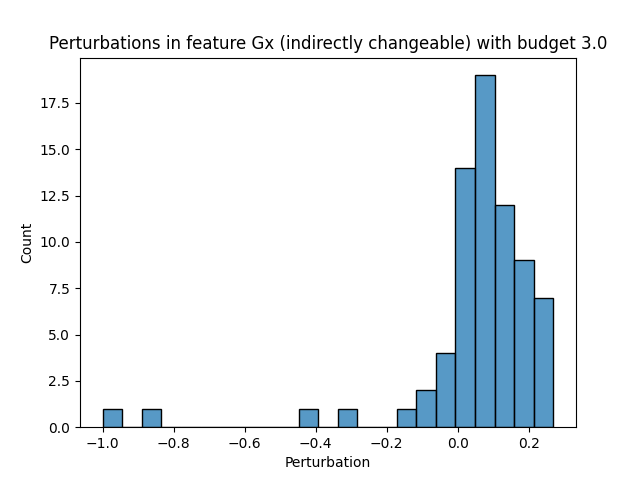 Perturbations in feature Gx (indirectly changeable) with budget 3.0
17.5
15.0
12.5
10.0
7.5
5.0
2.5
0.0
Count
−1.0 −0.8 −0.6 −0.4 −0.2 0.0 0.2
Perturbation